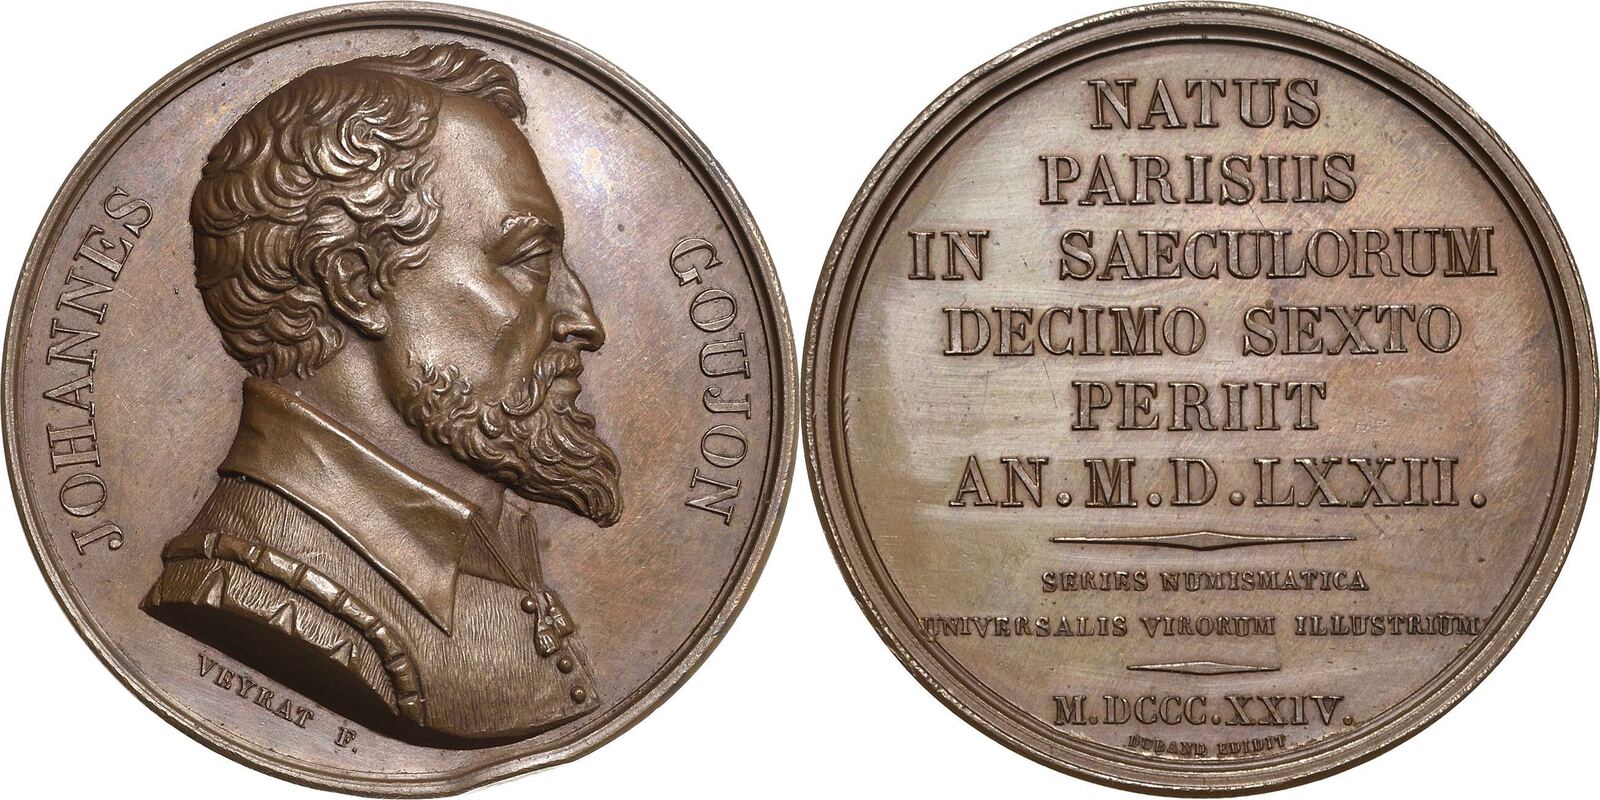 JOHANNES
GOUJON
VEYRAT F.
NATUS
PARISIIS
IN SAECULORUM
DECIMO SEXTO
PERIIT
AN.M.D.LXXII.
SERIES NUMISMATICA
UNIVERSALIS VIRORUM ILLUSTRIUM
M.DCCC.XXIV.
DURAND EDIDIT